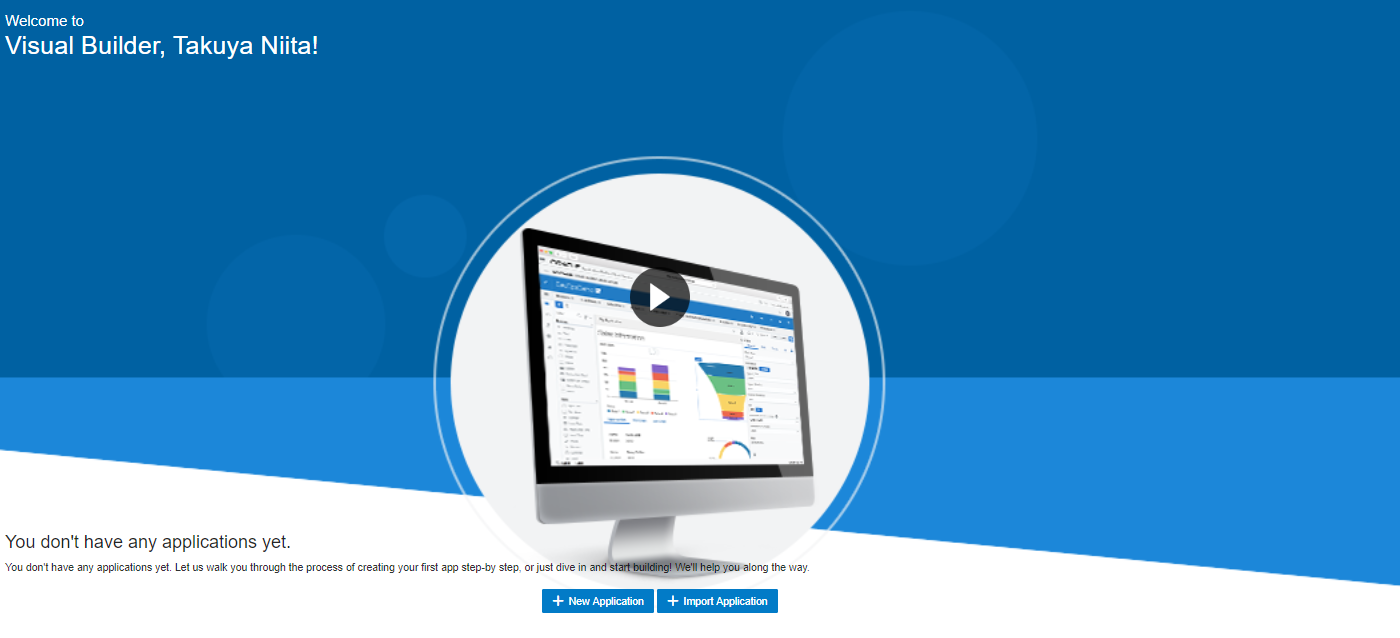 Welcome to
Visual Builder, Takuya Niita!
You don't have any applications yet.
You don't have any applications yet. Let us walk you through the process of creating your first app step-by step, or just dive in and start building! We'll help you along the way.
+ New Application
+ Import Application